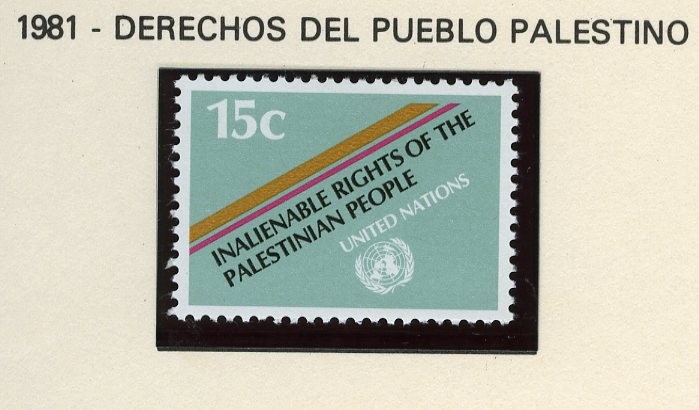 1981 - DERECHOS DEL PUEBLO PALESTINO
15c
INALIENABLE RIGHTS OF THE
PALESTINIAN PEOPLE
UNITED NATIONS